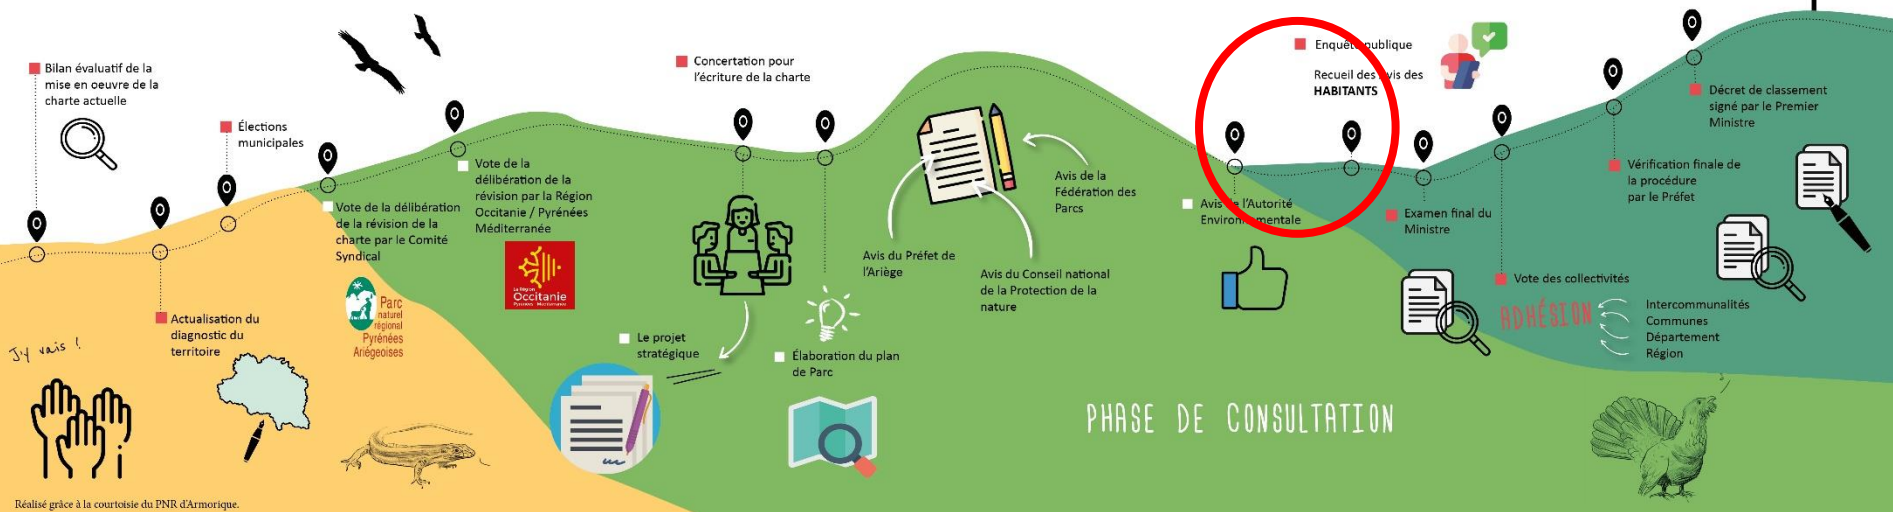 Bilan évaluatif de la
mise en oeuvre de la
charte actuelle
Élections
municipales
Actualisation du
diagnostic du
territoire
J'y vais !
Vote de la délibération
de la révision de la
charte par le Comité
Syndical
Parc
naturel
régional
Pyrénées
Ariégeoises
Vote de la
délibération de la
révision par la Région
Occitanie / Pyrénées
Méditerranée
La Région
Occitanie
Pyrénées - Méditerranée
Concertation pour
l'écriture de la charte
Le projet
stratégique
Élaboration du plan
de Parc
Avis du Préfet de
l'Ariège
Avis du Conseil national
de la Protection de la
nature
Avis de la
Fédération des
Parcs
Avis de l'Autorité
Environnementale
Enquête publique
Recueil des avis des
HABITANTS
Examen final du
Ministre
Vote des collectivités
ADHÉSION
Intercommunalités
Communes
Département
Région
Vérification finale de
la procédure
par le Préfet
Décret de classement
signé par le Premier
Ministre
PHASE DE CONSULTATION
Réalisé grâce à la courtoisie du PNR d'Armorique.